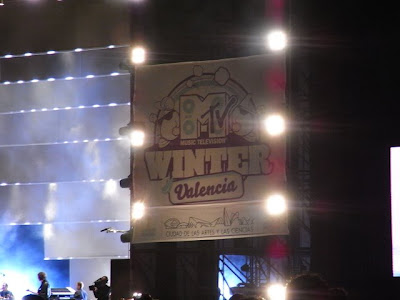 MTV
MUSIC TELEVISION
WINTER
Valencia
CIUDAD DE LAS ARTES Y LAS CIENCIAS